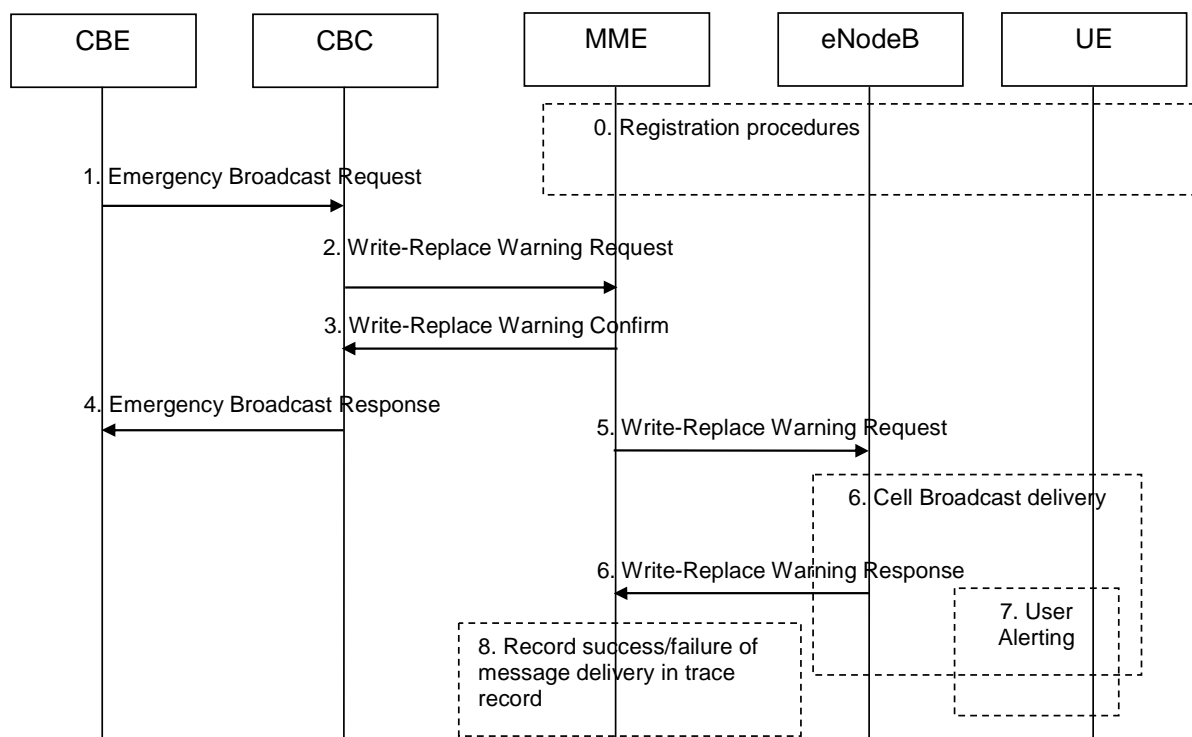 CBE
CBC
MME
eNodeB
UE
0. Registration procedures
1. Emergency Broadcast Request
2. Write-Replace Warning Request
3. Write-Replace Warning Confirm
4. Emergency Broadcast Response
5. Write-Replace Warning Request
6. Cell Broadcast delivery
6. Write-Replace Warning Response
7. User
Alerting
8. Record success/failure of
message delivery in trace
record